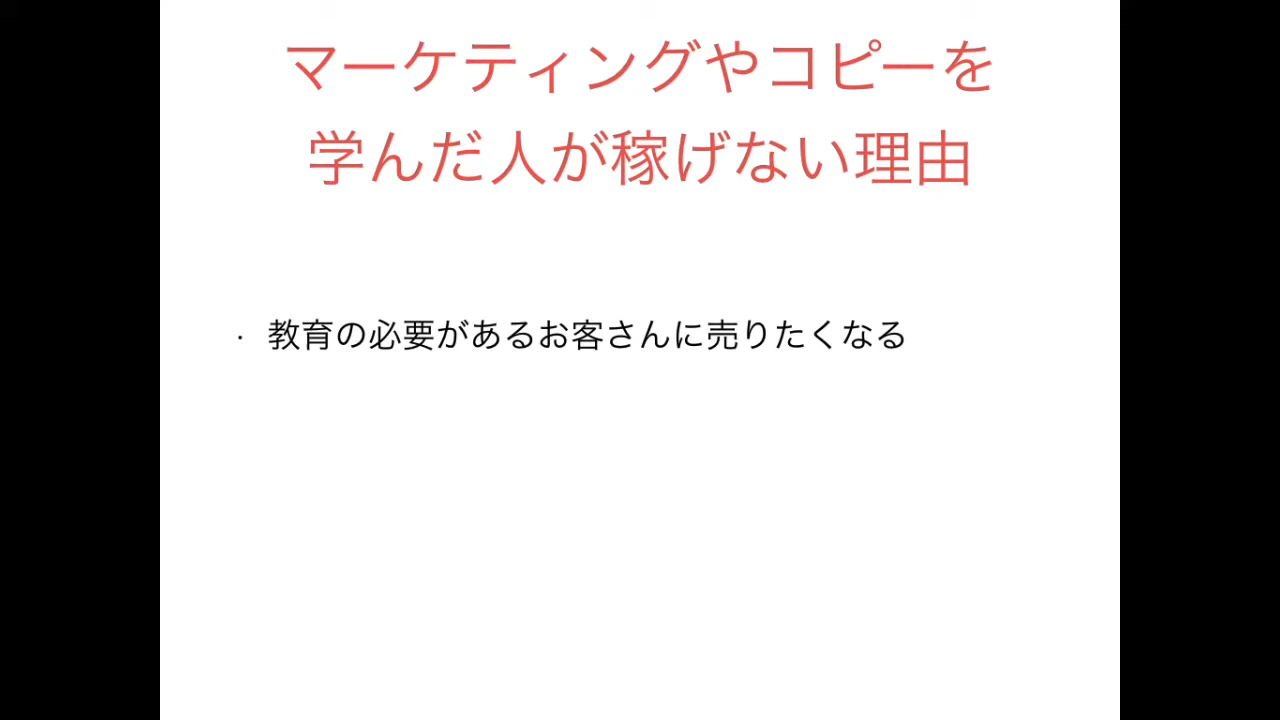 マーケティングやコピーを
学んだ人が稼げない理由
· 教育の必要があるお客さんに売りたくなる